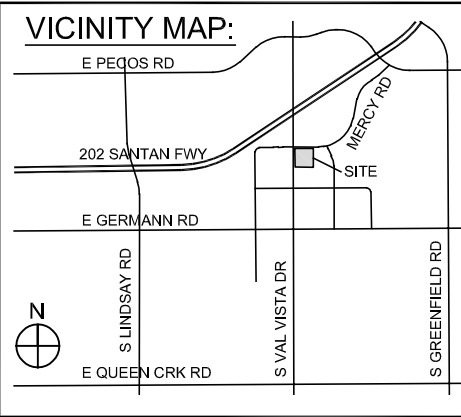 VICINITY MAP:
E PECOS RD
MERCY RD
202 SANTAN FWY
SITE
E GERMANN RD
S LINDSAY RD
S VAL VISTA DR
S GREENFIELD RD
N
E QUEEN CRK RD